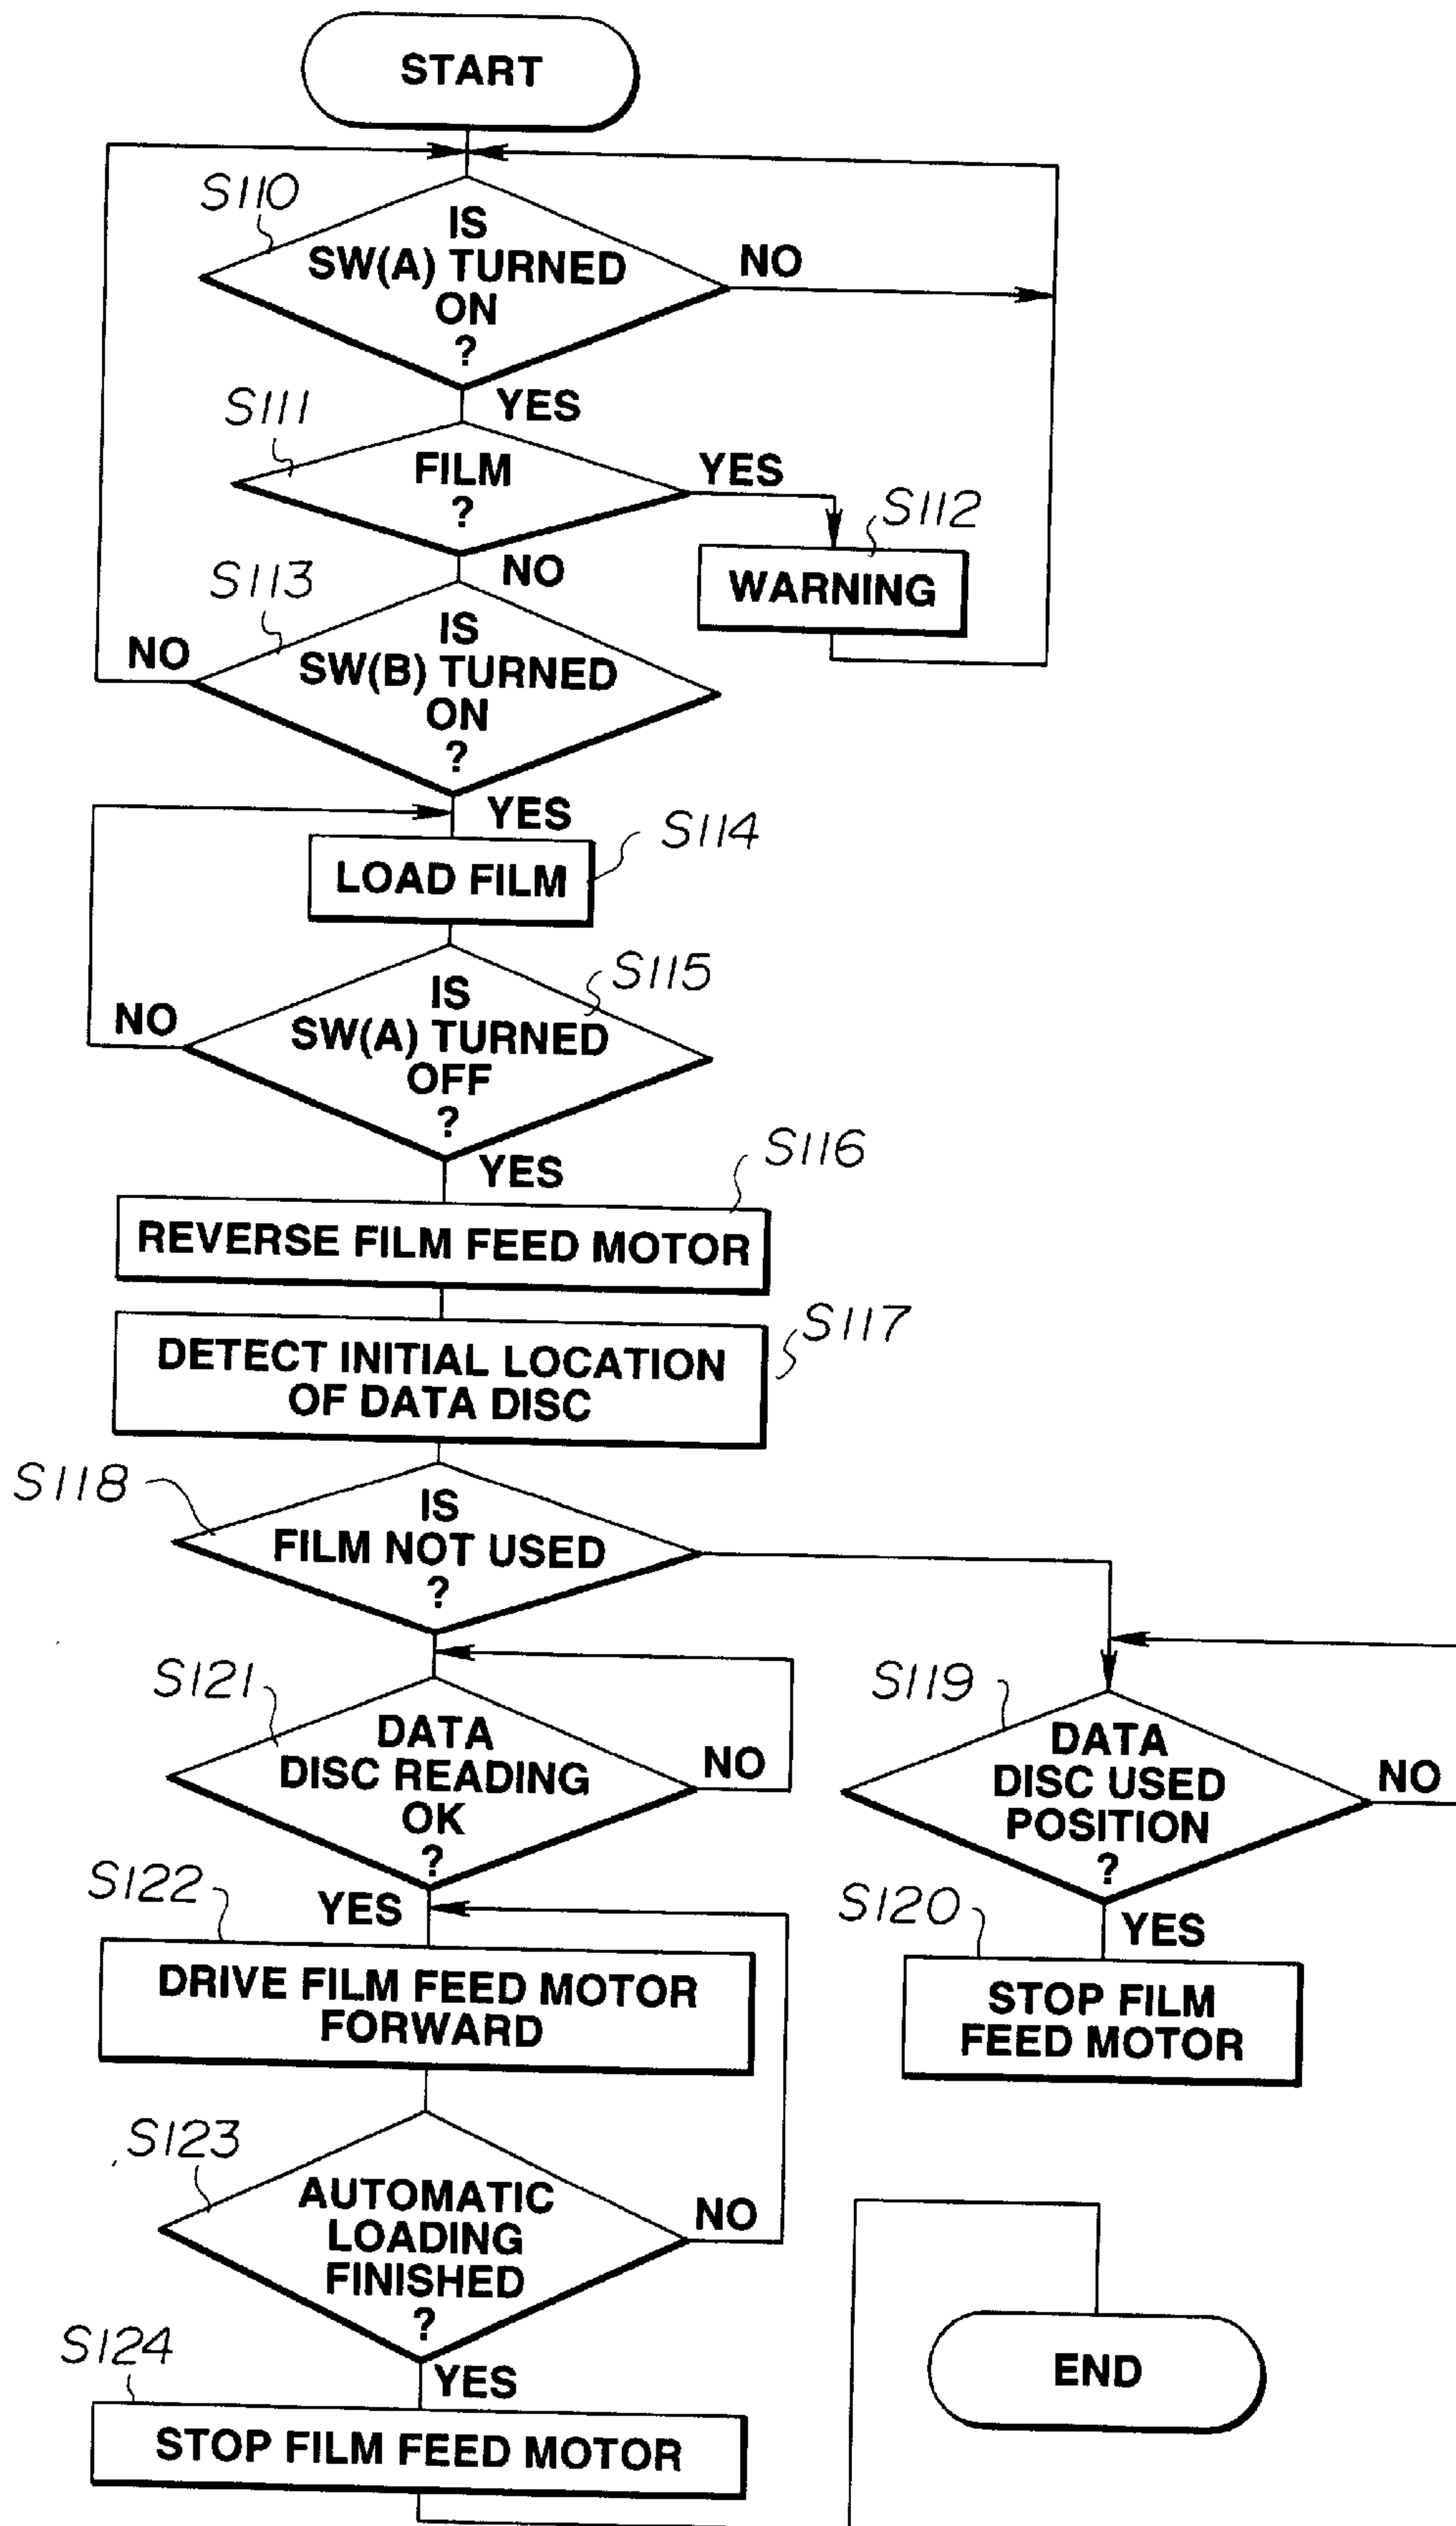 START
S110
IS
SW(A) TURNED
ON
?
NO
YES
S111
FILM
?
YES
S112
WARNING
NO
S113
IS
SW(B) TURNED
ON
?
NO
YES
S114
LOAD FILM
S115
IS
SW(A) TURNED
OFF
?
NO
YES
S116
REVERSE FILM FEED MOTOR
S117
DETECT INITIAL LOCATION
OF DATA DISC
S118
IS
FILM NOT USED
?
S121
DATA
DISC READING
OK
?
NO
YES
S119
DATA
DISC USED
POSITION
?
NO
YES
S120
STOP FILM
FEED MOTOR
S122
DRIVE FILM FEED MOTOR
FORWARD
S123
AUTOMATIC
LOADING
FINISHED
?
NO
YES
S124
STOP FILM FEED MOTOR
END